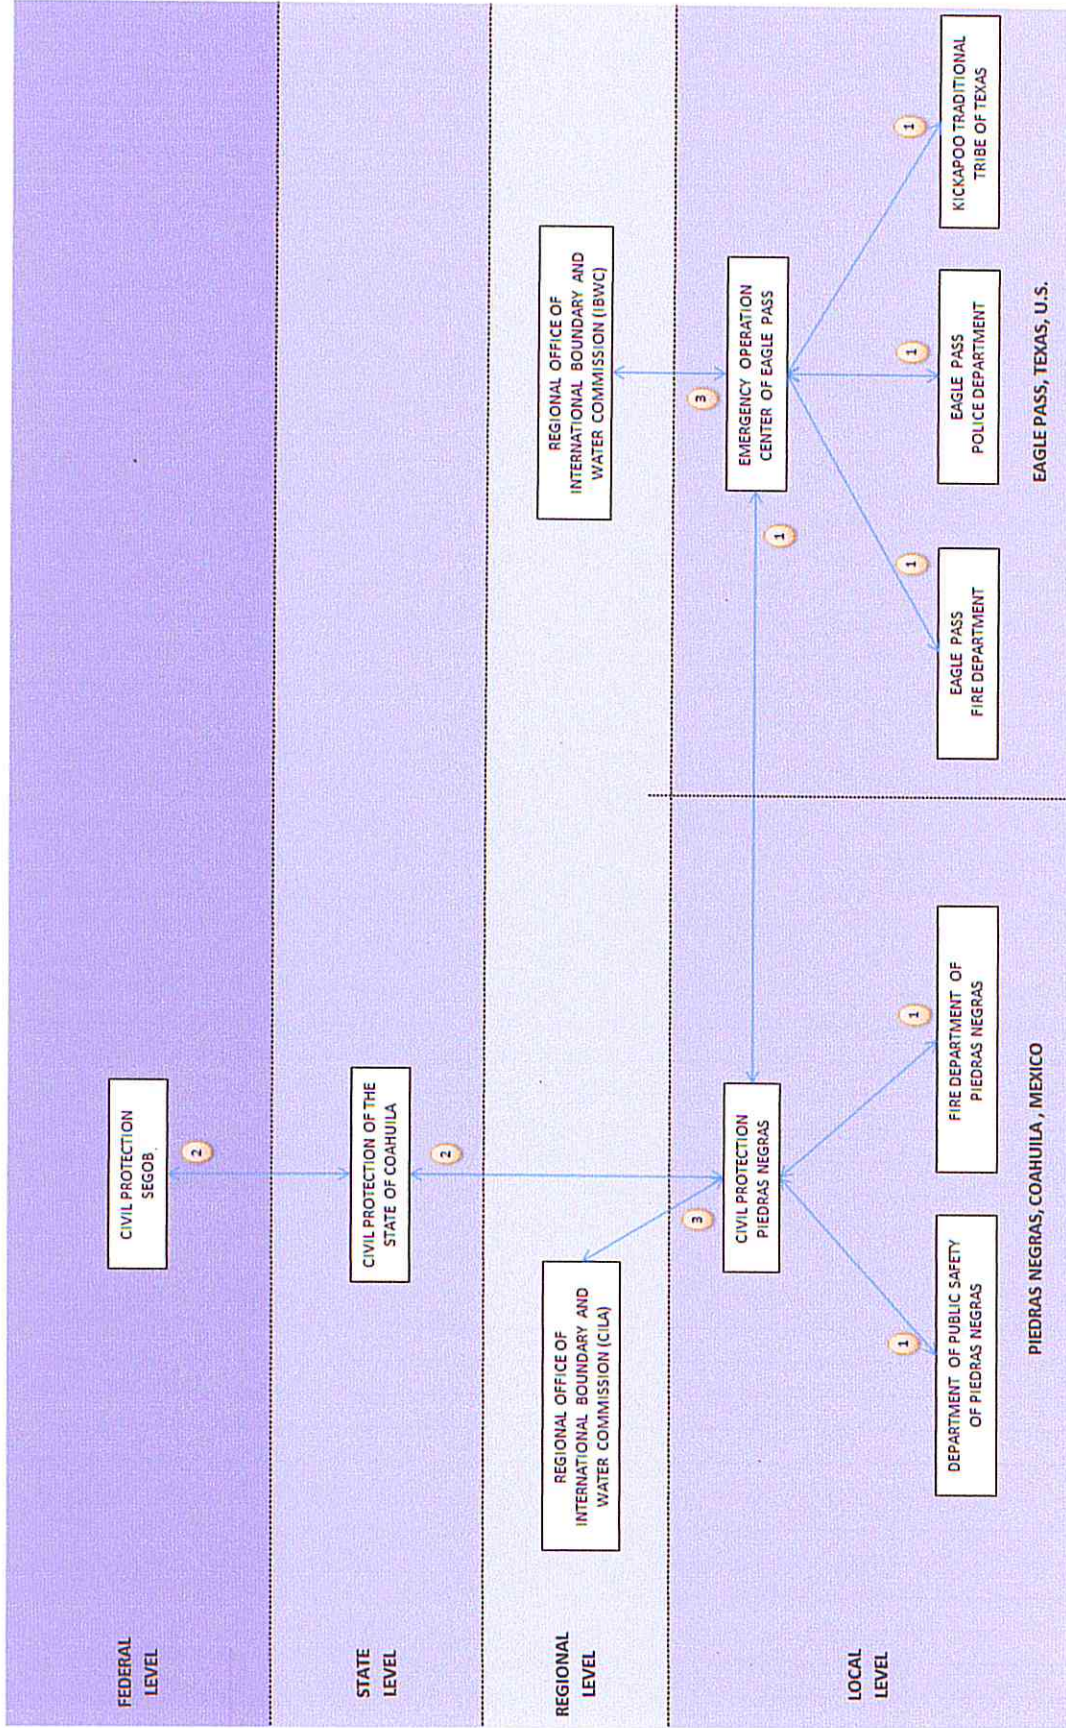 FEDERAL
LEVEL
CIVIL PROTECTION
SEGOB
2
STATE
LEVEL
CIVIL PROTECTION OF THE
STATE OF COAHUILA
2
REGIONAL
LEVEL
REGIONAL OFFICE OF
INTERNATIONAL BOUNDARY AND
WATER COMMISSION (CILA)
REGIONAL OFFICE OF
INTERNATIONAL BOUNDARY AND
WATER COMMISSION (IBWC)
3
3
LOCAL
LEVEL
CIVIL PROTECTION
PIEDRAS NEGRAS
1
EMERGENCY OPERATION
CENTER OF EAGLE PASS
1
1
1
1
1
DEPARTMENT OF PUBLIC SAFETY
OF PIEDRAS NEGRAS
FIRE DEPARTMENT OF
PIEDRAS NEGRAS
EAGLE PASS
FIRE DEPARTMENT
EAGLE PASS
POLICE DEPARTMENT
KICKAPOO TRADITIONAL
TRIBE OF TEXAS
PIEDRAS NEGRAS, COAHUILA , MEXICO
EAGLE PASS, TEXAS, U.S.